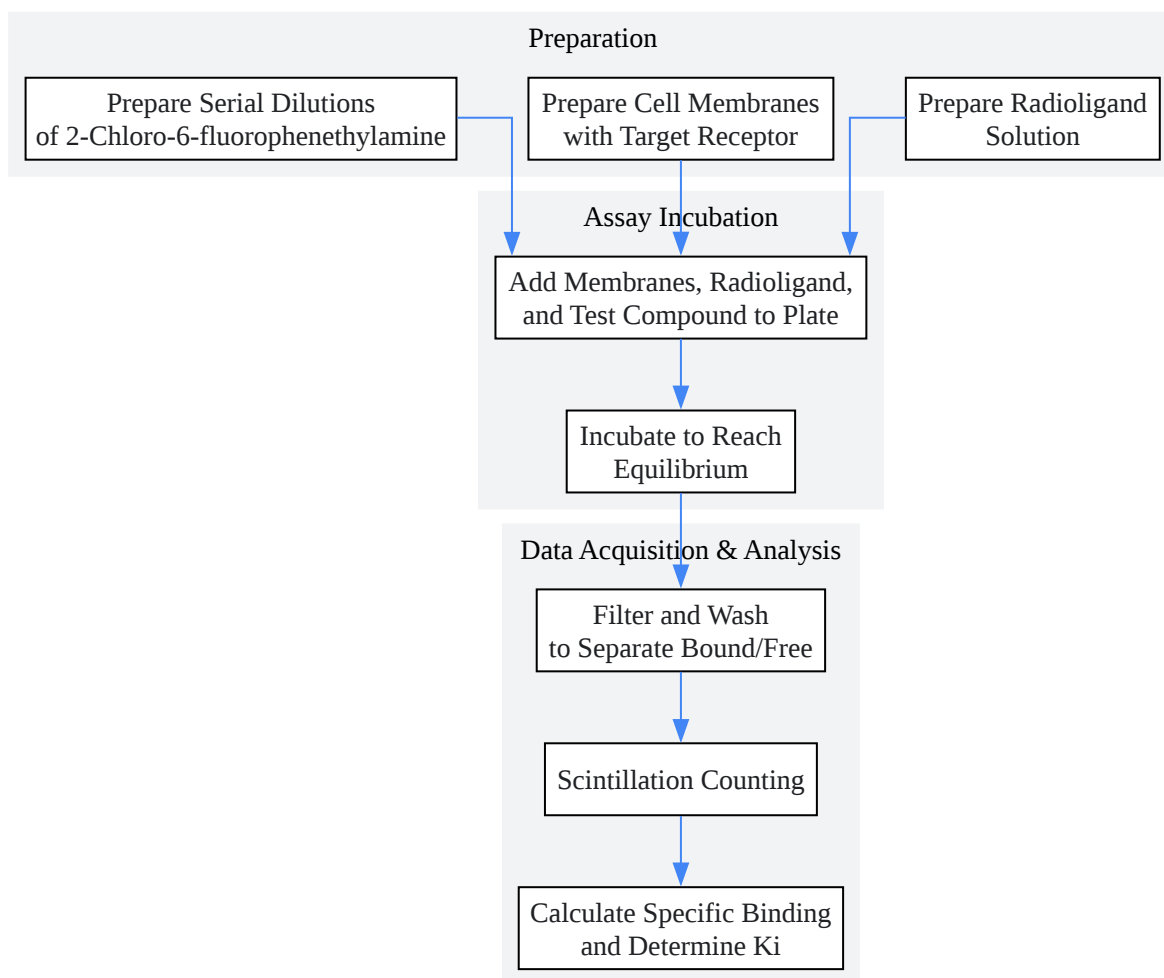 Preparation
Prepare Serial Dilutions
of 2-Chloro-6-fluorophenethylamine
Prepare Cell Membranes
with Target Receptor
Prepare Radioligand
Solution
Assay Incubation
Add Membranes, Radioligand,
and Test Compound to Plate
Incubate to Reach
Equilibrium
Data Acquisition & Analysis
Filter and Wash
to Separate Bound/Free
Scintillation Counting
Calculate Specific Binding
and Determine Ki